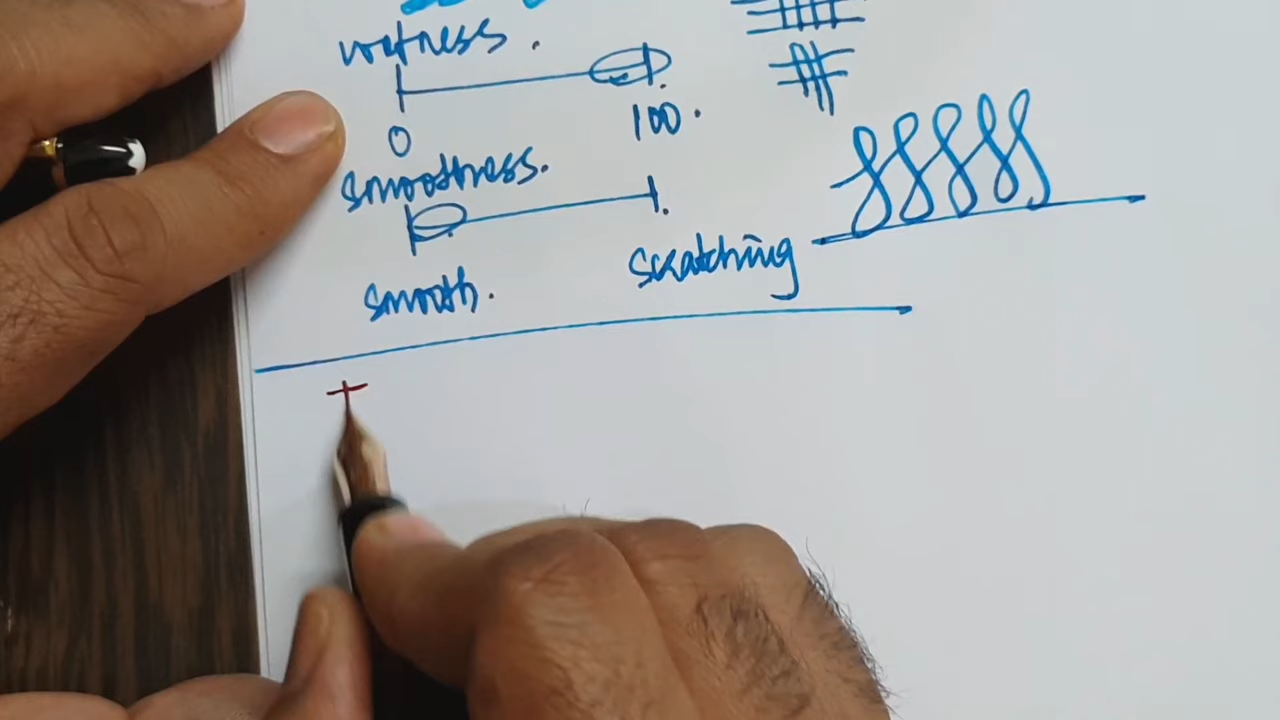 wetness.
0 100.
smoothness.
smooth. scratching